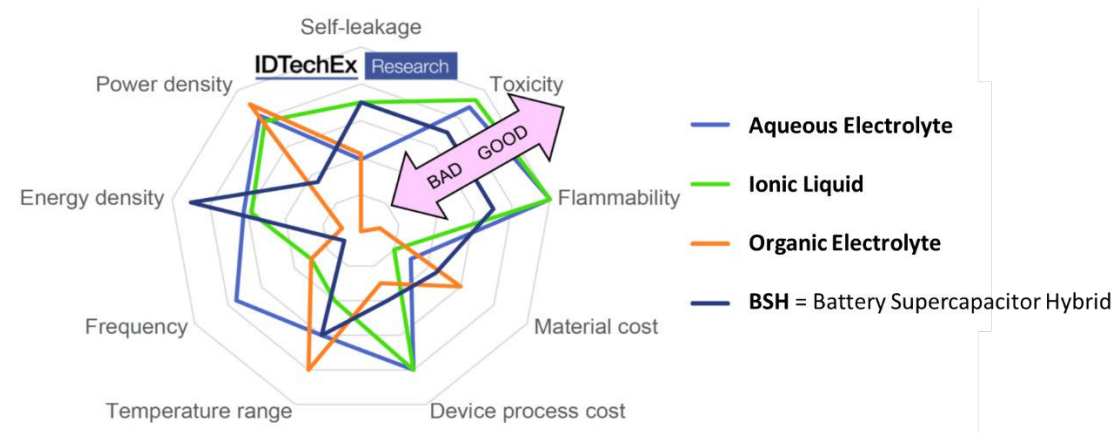 Self-leakage
IDTechEx Research
Power density
Toxicity
BAD GOOD
Energy density
Flammability
Frequency
Material cost
Temperature range
Device process cost
Aqueous Electrolyte
Ionic Liquid
Organic Electrolyte
BSH = Battery Supercapacitor Hybrid